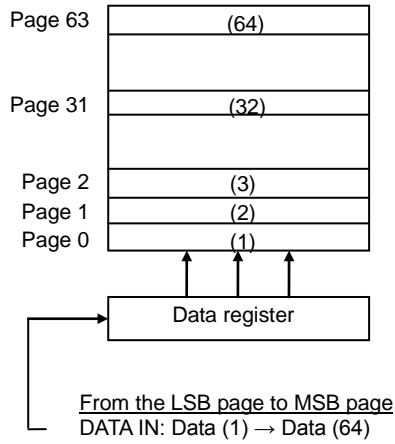 Page 63 (64)
Page 31 (32)
Page 2 (3)
Page 1 (2)
Page 0 (1)
Data register
From the LSB page to MSB page
DATA IN: Data (1) → Data (64)